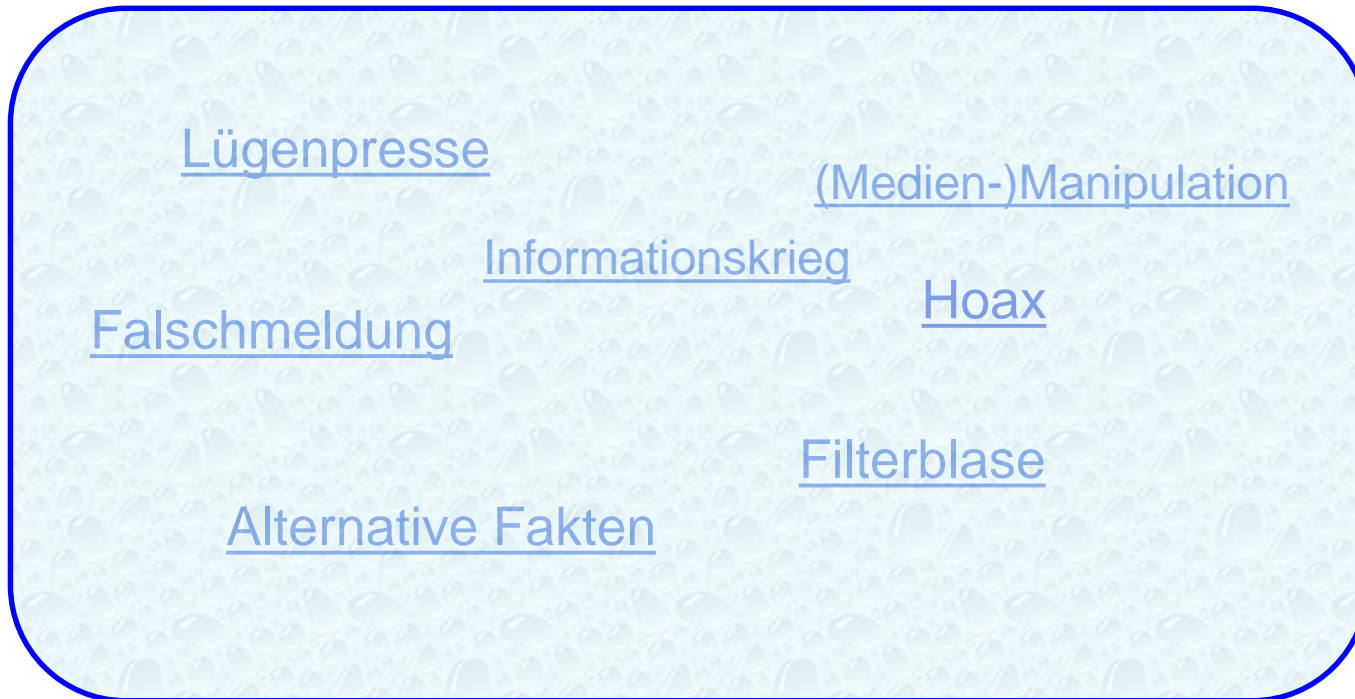 Lügenpresse
(Medien-)Manipulation
Informationskrieg
Hoax
Falschmeldung
Filterblase
Alternative Fakten